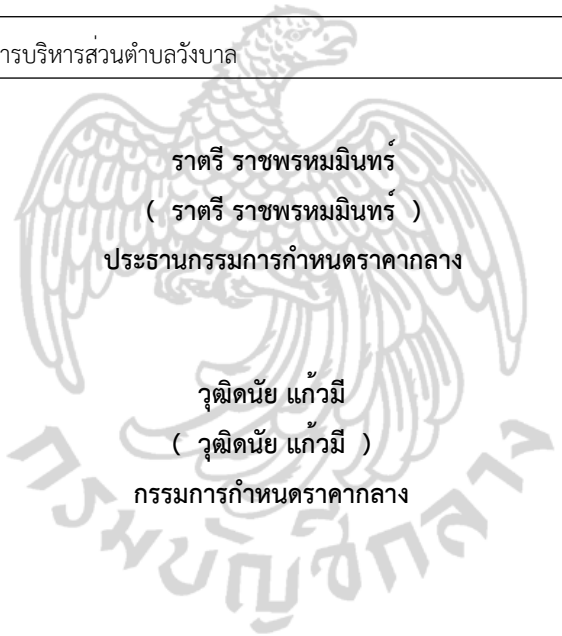 ารบริหารส่วนตำบลวังบาล
ราตรี ราชพรหมมินทร์
( ราตรี ราชพรหมมินทร์ )
ประธานกรรมการกำหนดราคากลาง
วุฒิดนัย แก้วมี
( วุฒิดนัย แก้วมี )
กรรมการกำหนดราคากลาง
กรมบัญชีกลาง